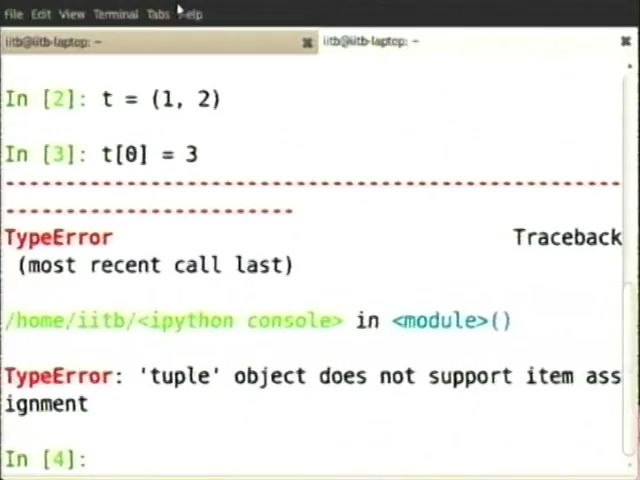 File Edit View Terminal Tabs Help
iitb@iitb-laptop: ~ iitb@iitb-laptop: ~
In [2]: t = (1, 2)
In [3]: t[0] = 3
---------------------------------------------------
------------------------
TypeError Traceback
(most recent call last)
/home/iitb/<ipython console> in <module>()
TypeError: 'tuple' object does not support item ass
ignment
In [4]: